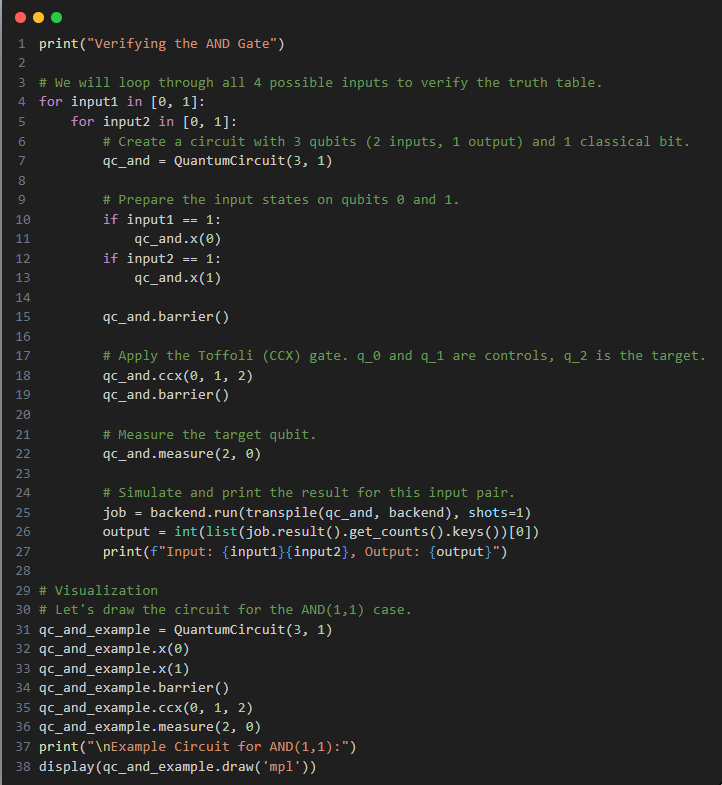 1 print("Verifying the AND Gate")
2
3 # We will loop through all 4 possible inputs to verify the truth table.
4 for input1 in [0, 1]:
5     for input2 in [0, 1]:
6         # Create a circuit with 3 qubits (2 inputs, 1 output) and 1 classical bit.
7         qc_and = QuantumCircuit(3, 1)
8
9         # Prepare the input states on qubits 0 and 1.
10         if input1 == 1:
11             qc_and.x(0)
12         if input2 == 1:
13             qc_and.x(1)
14
15         qc_and.barrier()
16
17         # Apply the Toffoli (CCX) gate. q_0 and q_1 are controls, q_2 is the target.
18         qc_and.ccx(0, 1, 2)
19         qc_and.barrier()
20
21         # Measure the target qubit.
22         qc_and.measure(2, 0)
23
24         # Simulate and print the result for this input pair.
25         job = backend.run(transpile(qc_and, backend), shots=1)
26         output = int(list(job.result().get_counts().keys())[0])
27         print(f"Input: {input1}{input2}, Output: {output}")
28
29 # Visualization
30 # Let's draw the circuit for the AND(1,1) case.
31 qc_and_example = QuantumCircuit(3, 1)
32 qc_and_example.x(0)
33 qc_and_example.x(1)
34 qc_and_example.barrier()
35 qc_and_example.ccx(0, 1, 2)
36 qc_and_example.measure(2, 0)
37 print("\nExample Circuit for AND(1,1):")
38 display(qc_and_example.draw('mpl'))